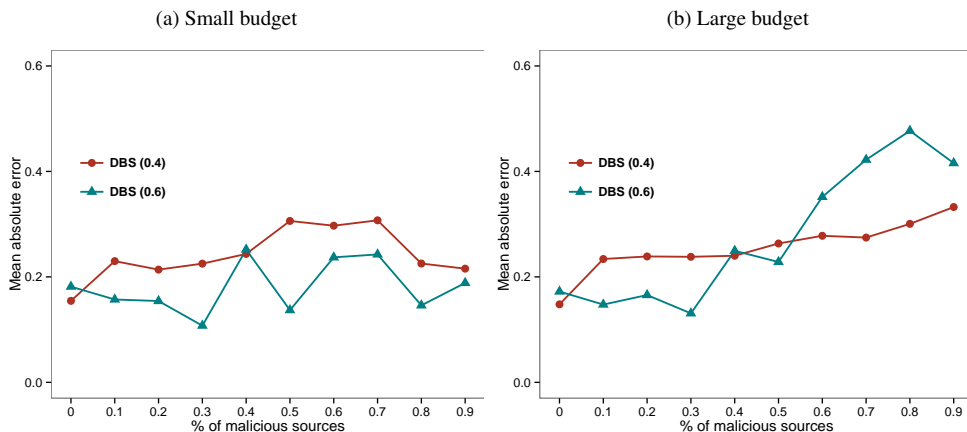 (a) Small budget
0.6
0.4
0.2
0.0
Mean absolute error
DBS (0.4)
DBS (0.6)
0 0.1 0.2 0.3 0.4 0.5 0.6 0.7 0.8 0.9
% of malicious sources
(b) Large budget
0.6
0.4
0.2
0.0
Mean absolute error
DBS (0.4)
DBS (0.6)
0 0.1 0.2 0.3 0.4 0.5 0.6 0.7 0.8 0.9
% of malicious sources